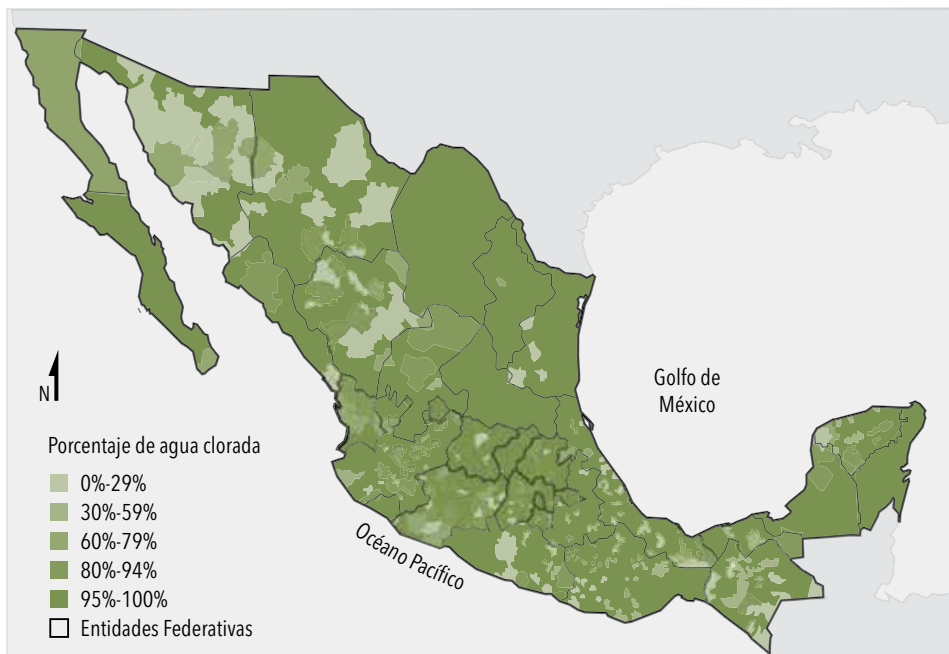 Golfo de
México
N
Porcentaje de agua clorada
0%-29%
30%-59%
60%-79%
80%-94%
95%-100%
Entidades Federativas
Océano Pacífico